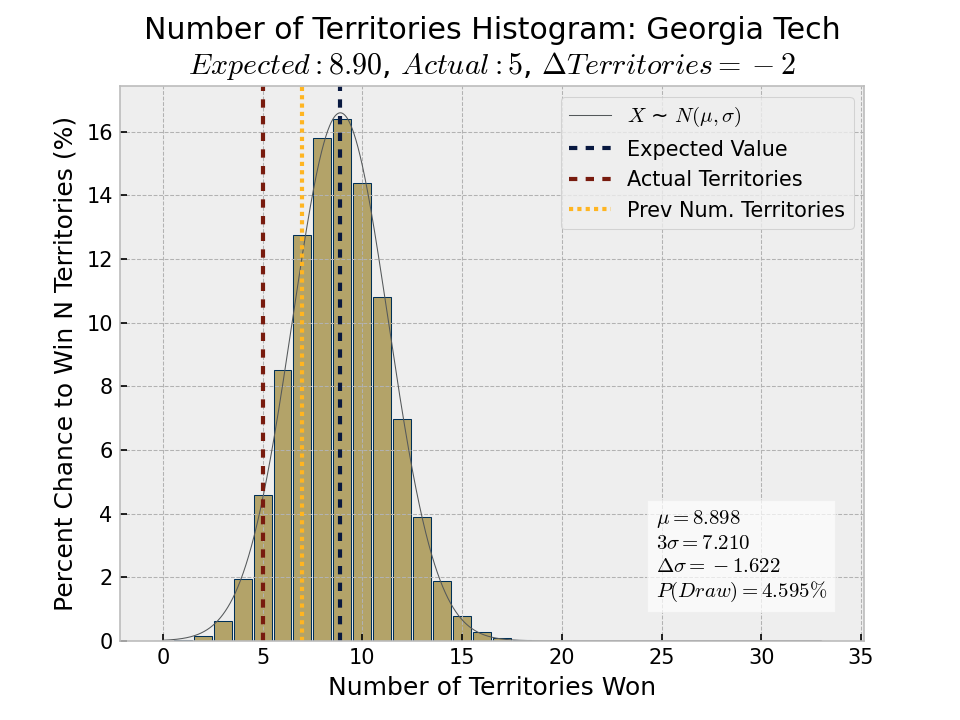 Number of Territories Histogram: Georgia Tech
Expected: 8.90, Actual: 5, ΔTerritories = −2
Percent Chance to Win N Territories (%)
16
14
12
10
8
6
4
2
0
X ~ N(μ, σ)
Expected Value
Actual Territories
Prev Num. Territories
μ = 8.898
3σ = 7.210
Δσ = −1.622
P(Draw) = 4.595%
0 5 10 15 20 25 30 35
Number of Territories Won